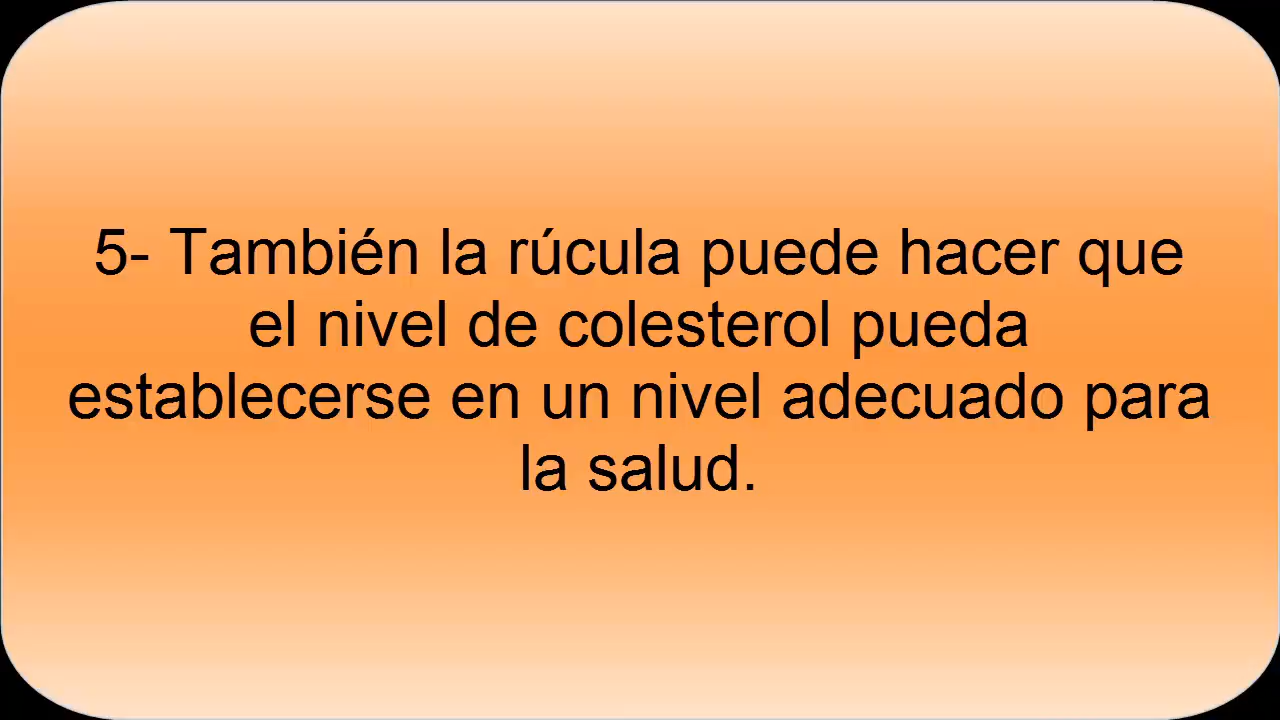 5- También la rúcula puede hacer que
el nivel de colesterol pueda
establecerse en un nivel adecuado para
la salud.